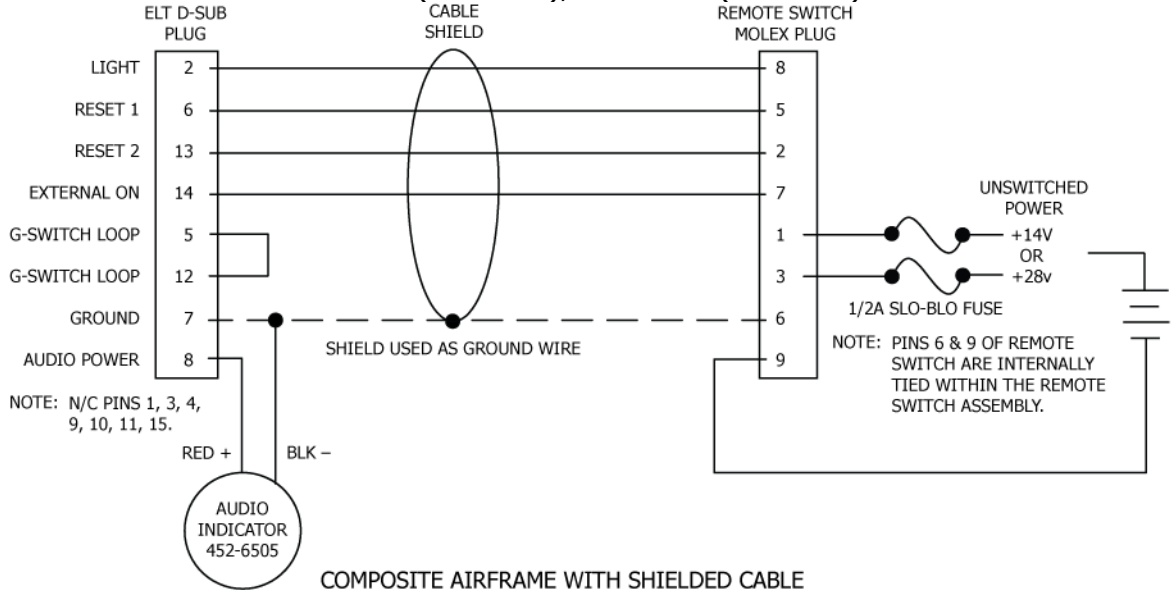 ELT D-SUB
PLUG
CABLE
SHIELD
REMOTE SWITCH
MOLEX PLUG
LIGHT 2 8
RESET 1 6 5
RESET 2 13 2
EXTERNAL ON 14 7
UNSWITCHED
POWER
G-SWITCH LOOP 5 1 +14V
OR
G-SWITCH LOOP 12 3 +28v
1/2A SLO-BLO FUSE
GROUND 7 6
SHIELD USED AS GROUND WIRE
AUDIO POWER 8 9
NOTE: PINS 6 & 9 OF REMOTE
SWITCH ARE INTERNALLY
TIED WITHIN THE REMOTE
SWITCH ASSEMBLY.
NOTE: N/C PINS 1, 3, 4,
9, 10, 11, 15.
RED + BLK –
AUDIO
INDICATOR
452-6505
COMPOSITE AIRFRAME WITH SHIELDED CABLE